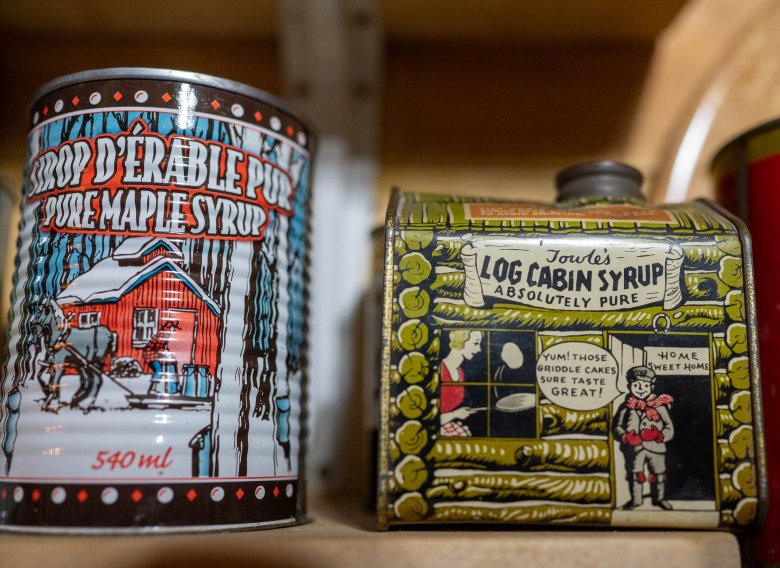 SIROP D'ÉRABLE PUR
PURE MAPLE SYRUP
540 ml
Towle's
LOG CABIN SYRUP
ABSOLUTELY PURE
YUM! THOSE
GRIDDLE CAKES
SURE TASTE
GREAT!
HOME
SWEET HOME